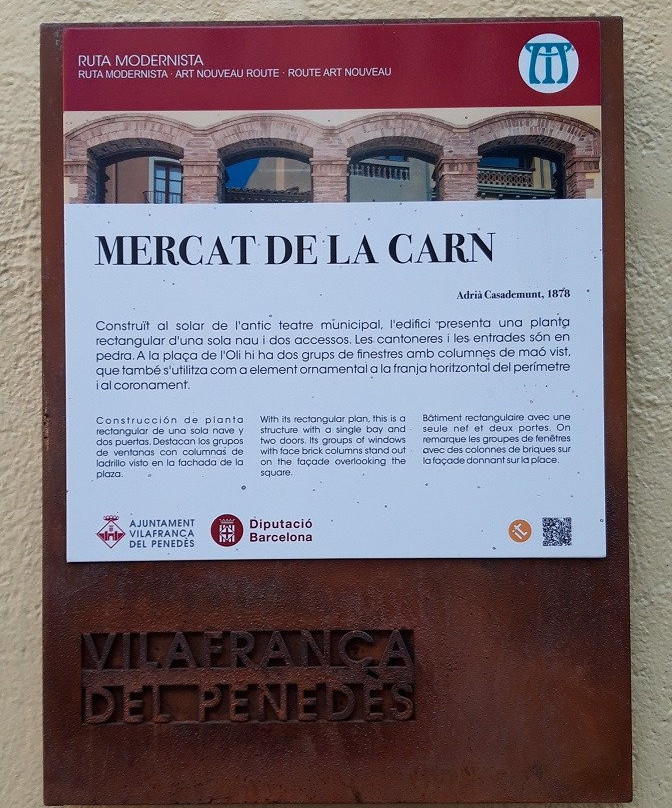 RUTA MODERNISTA
RUTA MODERNISTA · ART NOUVEAU ROUTE · ROUTE ART NOUVEAU
MERCAT DE LA CARN
Adrià Casademunt, 1878
Construït al solar de l'antic teatre municipal, l'edifici presenta una planta
rectangular d'una sola nau i dos accessos. Les cantoneres i les entrades són en
pedra. A la plaça de l'Oli hi ha dos grups de finestres amb columnes de maó vist,
que també s'utilitza com a element ornamental a la franja horitzontal del perímetre
i al coronament.
Construcción de planta
rectangular de una sola nave y
dos puertas. Destacan los grupos
de ventanas con columnas de
ladrillo visto en la fachada de la
plaza.
With its rectangular plan, this is a
structure with a single bay and
two doors. Its groups of windows
with face brick columns stand out
on the façade overlooking the
square.
Bâtiment rectangulaire avec une
seule nef et deux portes. On
remarque les groupes de fenêtres
avec des colonnes de briques sur
la façade donnant sur la place.
AJUNTAMENT
VILAFRANCA
DEL PENEDÈS
Diputació
Barcelona
it
VILAFRANCA
DEL PENEDÈS